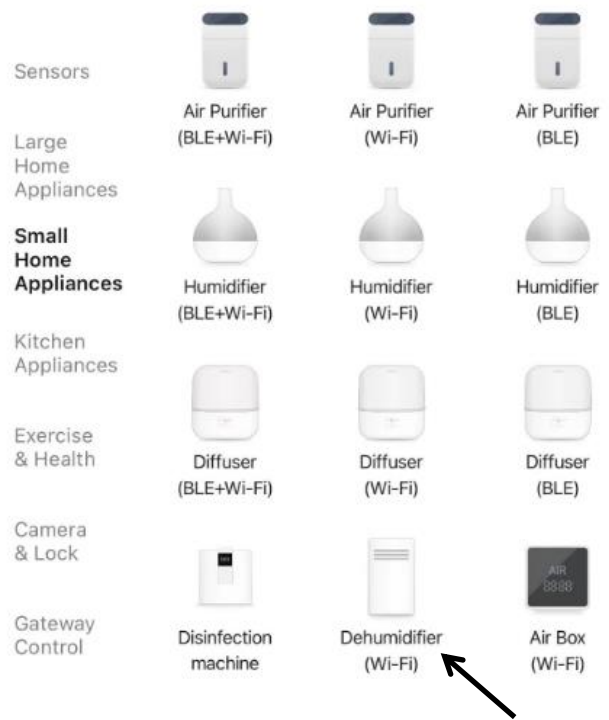 Sensors
Large
Home
Appliances
Small
Home
Appliances
Kitchen
Appliances
Exercise
& Health
Camera
& Lock
Gateway
Control
Air Purifier
(BLE+Wi-Fi)
Air Purifier
(Wi-Fi)
Air Purifier
(BLE)
Humidifier
(BLE+Wi-Fi)
Humidifier
(Wi-Fi)
Humidifier
(BLE)
Diffuser
(BLE+Wi-Fi)
Diffuser
(Wi-Fi)
Diffuser
(BLE)
Disinfection
machine
Dehumidifier
(Wi-Fi)
AIR
8888
Air Box
(Wi-Fi)